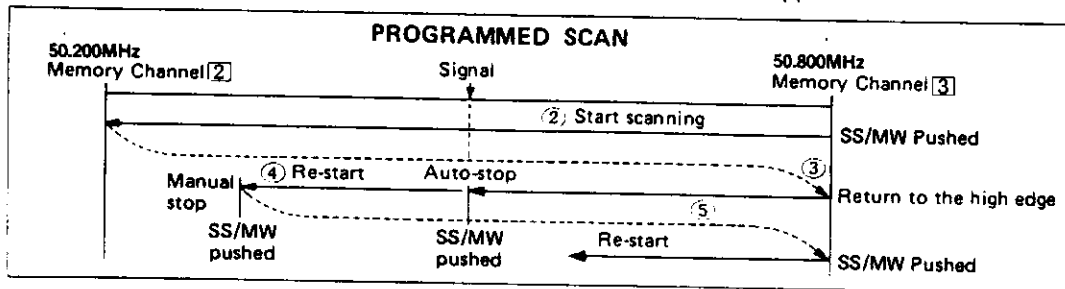 PROGRAMMED SCAN
50.200MHz
Memory Channel 2
Signal
50.800MHz
Memory Channel 3
② Start scanning
SS/MW Pushed
③
Manual
stop
④ Re-start
Auto-stop
Return to the high edge
⑤
SS/MW
pushed
SS/MW
pushed
Re-start
SS/MW Pushed